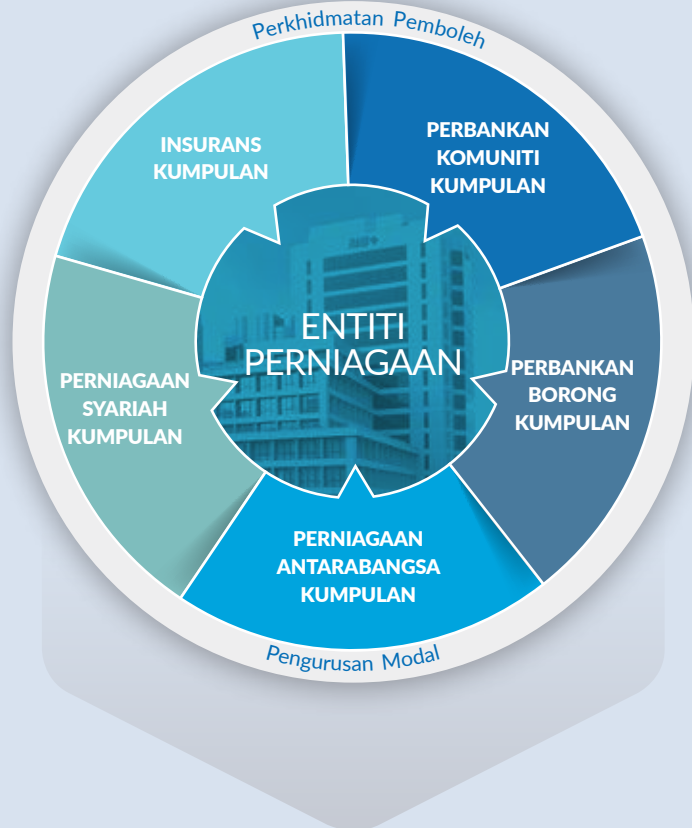 Perkhidmatan Pemboleh
INSURANS
KUMPULAN
PERBANKAN
KOMUNITI
KUMPULAN
ENTITI
PERNIAGAAN
PERNIAGAAN
SYARIAH
KUMPULAN
PERBANKAN
BORONG
KUMPULAN
PERNIAGAAN
ANTARABANGSA
KUMPULAN
Pengurusan Modal